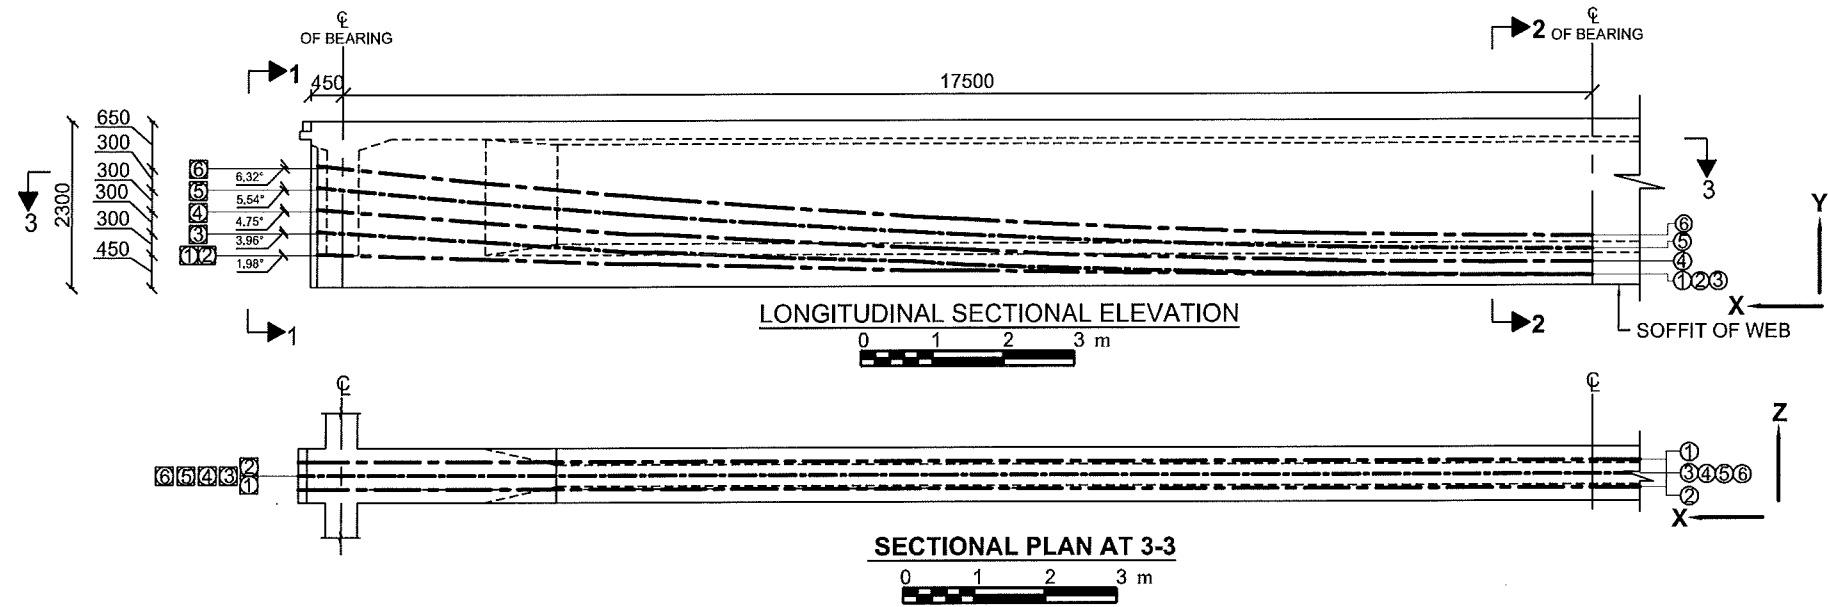 ℄
OF BEARING
℄
OF BEARING
1
2
450
17500
650
300
300
300
300
450
2300
3
3
6
5
4
3
1 2
6,32°
5,54°
4.75°
3,96°
1,98°
6
5
4
1 2 3
Y
X
LONGITUDINAL SECTIONAL ELEVATION
0 1 2 3 m
1
2
SOFFIT OF WEB
℄
℄
6 5 4 3
2
1
1
3 4 5 6
2
Z
X
SECTIONAL PLAN AT 3-3
0 1 2 3 m